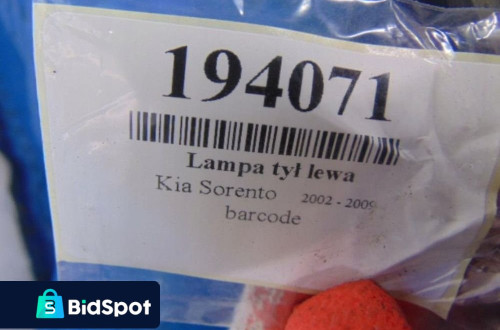 194071
Lampa tył lewa
Kia Sorento 2002 - 2009
barcode
BidSpot